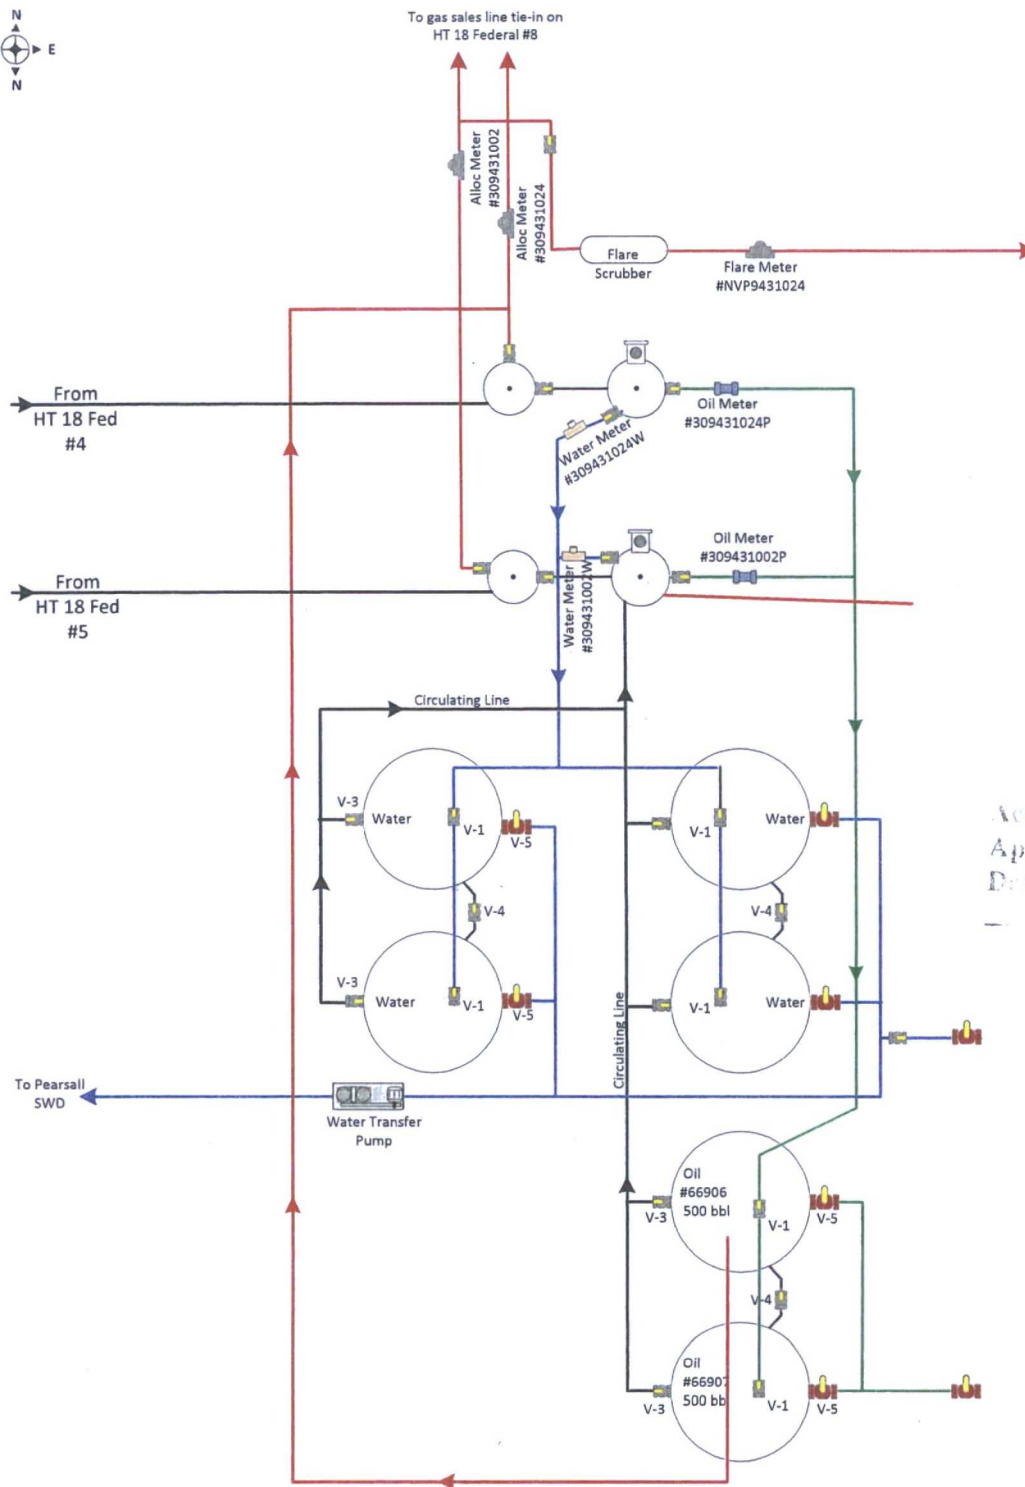 N
E
N
To gas sales line tie-in on
HT 18 Federal #8
Alloc Meter
#309431002
Alloc Meter
#309431024
Flare
Scrubber
Flare Meter
#NVP9431024
From
HT 18 Fed
#4
Oil Meter
#309431024P
Water Meter
#309431024W
Oil Meter
#309431002P
From
HT 18 Fed
#5
Water Meter
#309431002W
Circulating Line
V-3
Water
V-1
V-5
V-1
Water
V-4
V-4
V-3
Water
V-1
V-5
V-1
Water
Circulating Line
To Pearsall
SWD
Water Transfer
Pump
Oil
#66906
500 bbl
V-3
V-1
V-5
V-4
Oil
#66907
500 bb
V-3
V-1
V-5